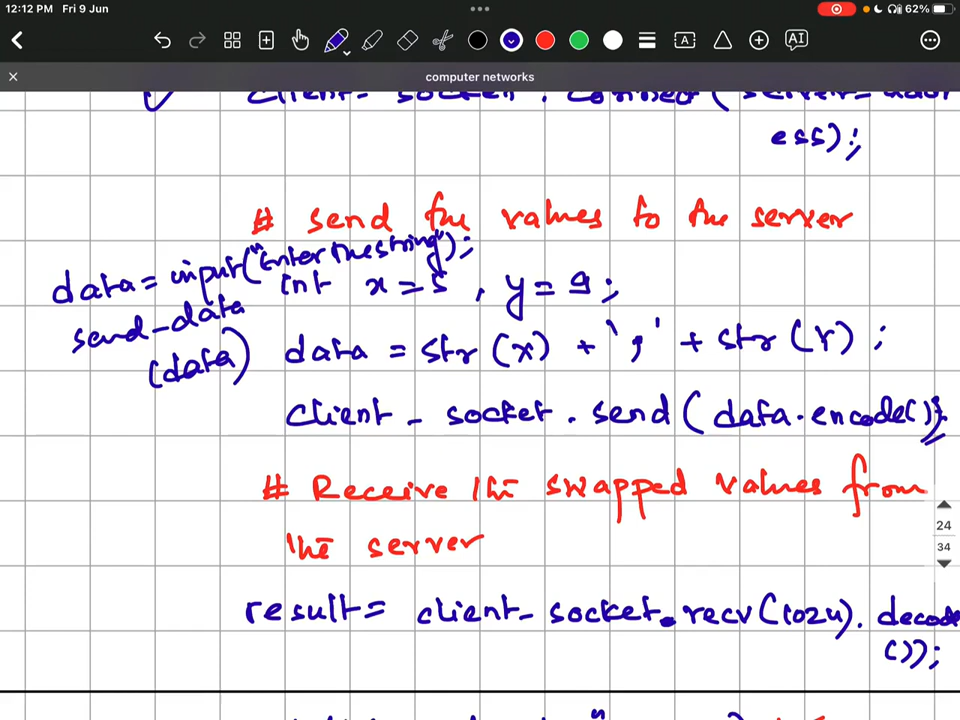 12:12 PM Fri 9 Jun
62%
computer networks
ess);
# send the values to the server
data = input("Enter the string");
int x = 5 , y = 9 ;
send-data
(data)
data = str (x) + ';' + str (Y) ;
client - socket . send ( data.encode()};
# Receive the swapped values from
the server
24
34
result = client - socket.recv(1024). decode
());